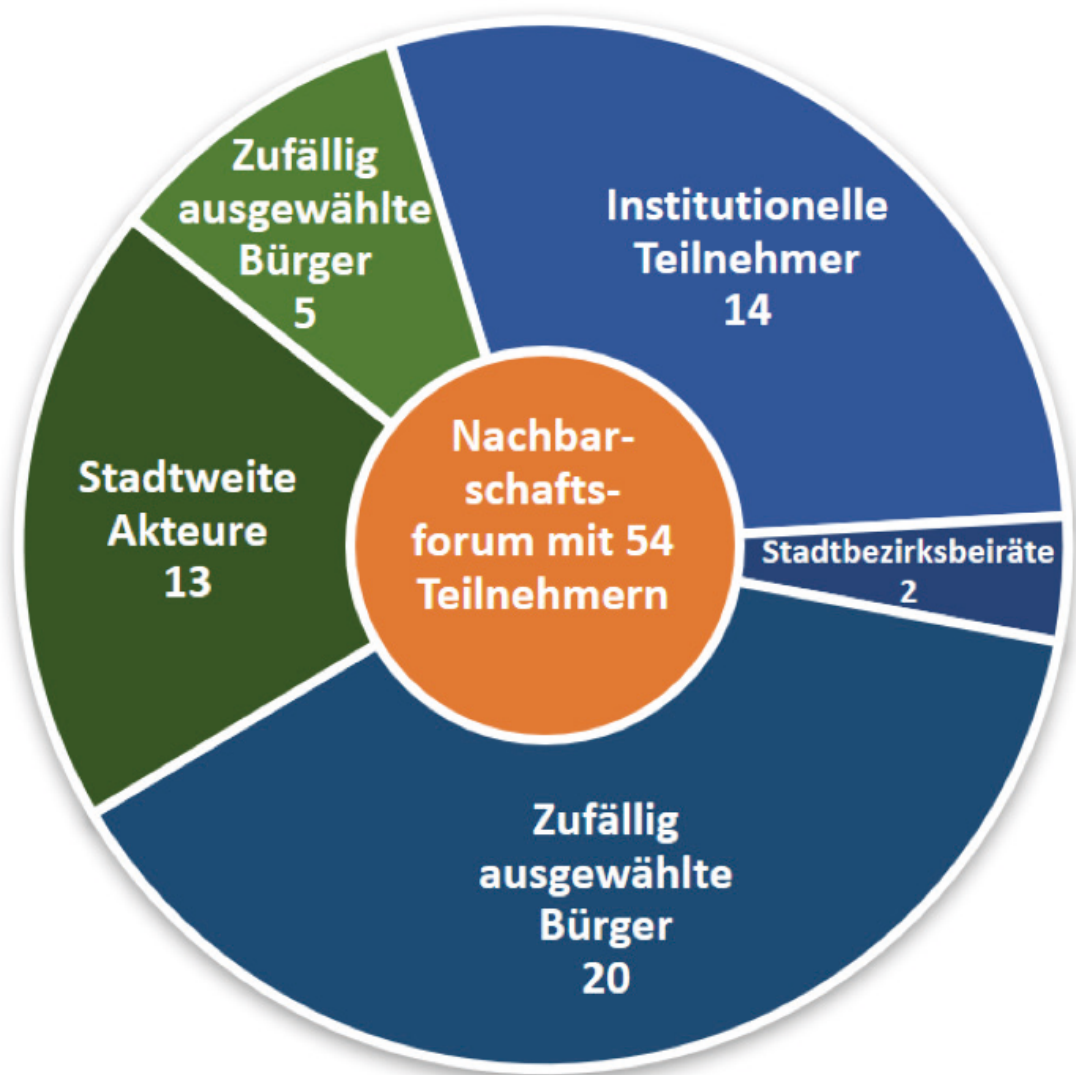 Zufällig
ausgewählte
Bürger
5
Institutionelle
Teilnehmer
14
Nachbar-
schafts-
forum mit 54
Teilnehmern
Stadtweite
Akteure
13
Stadtbezirksbeiräte
2
Zufällig
ausgewählte
Bürger
20